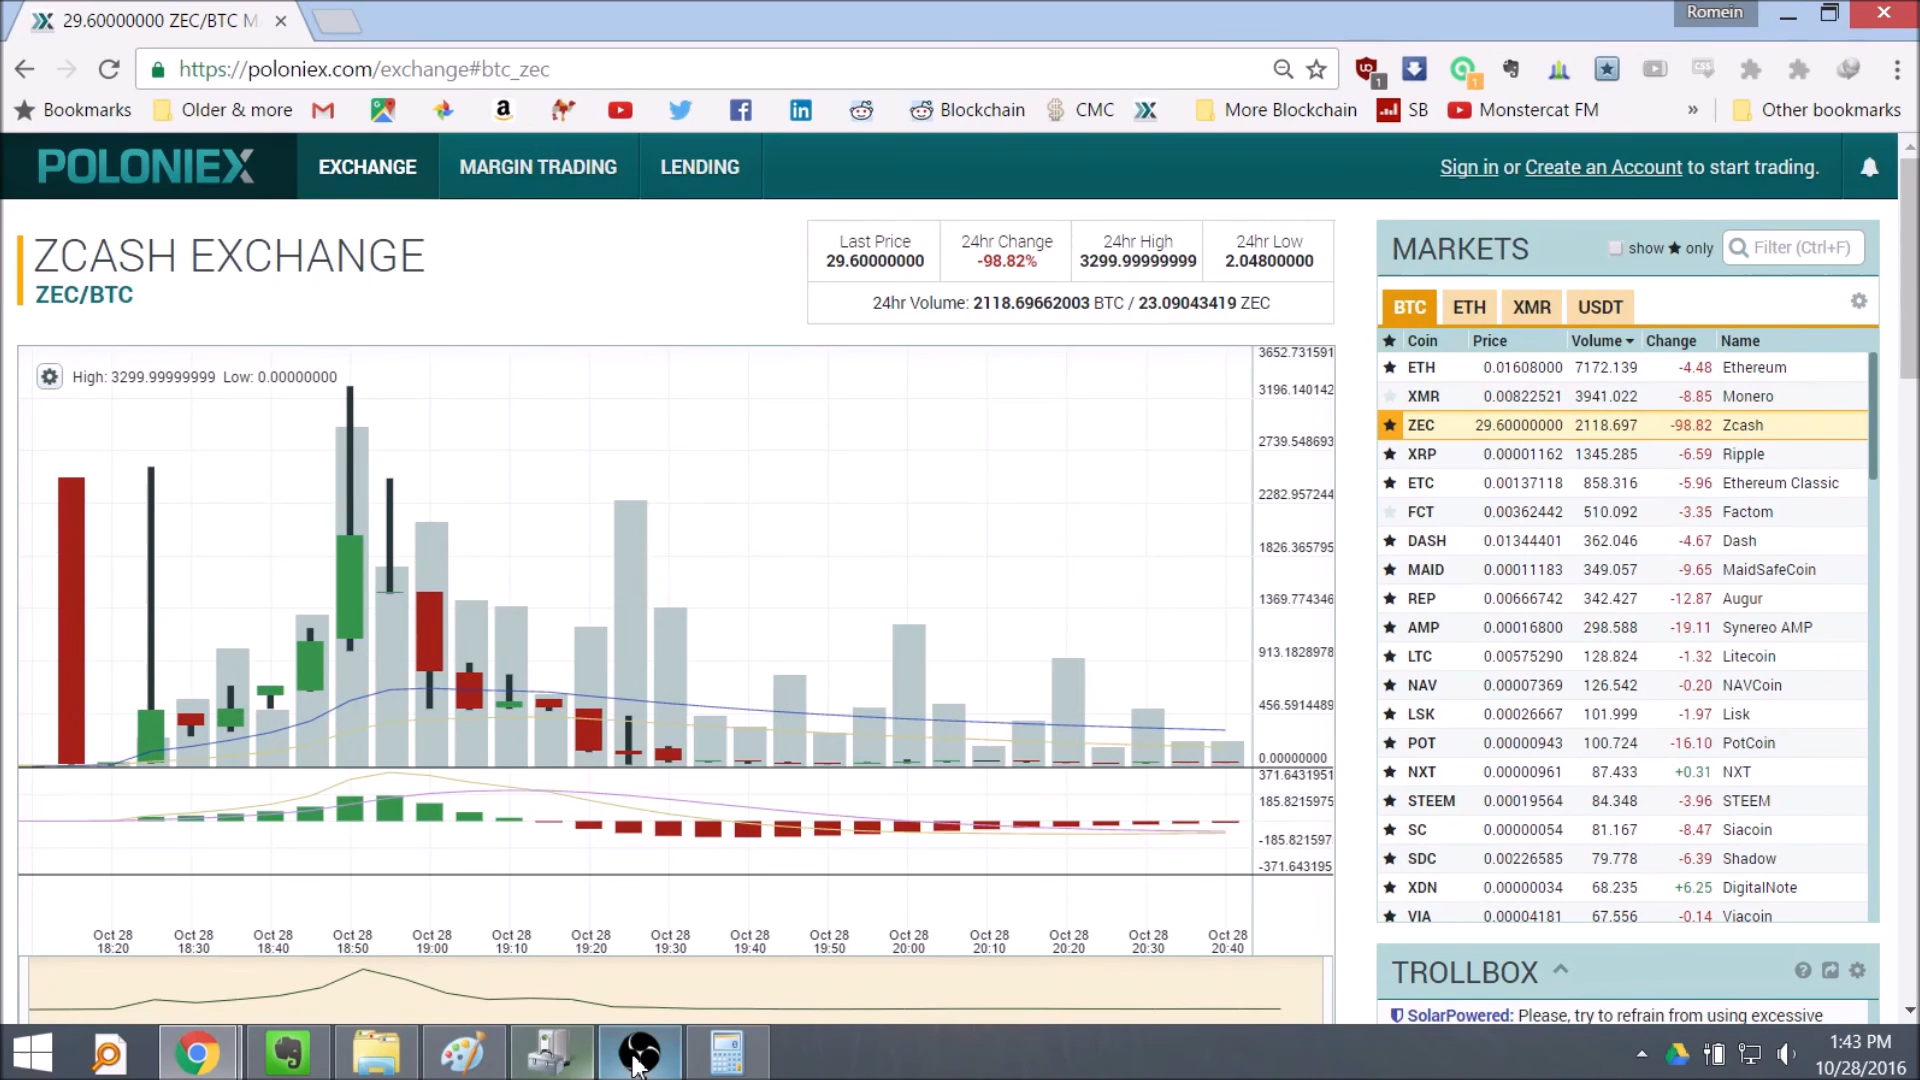 29.60000000 ZEC/BTC M
Romein
https://poloniex.com/exchange#btc_zec
Bookmarks
Older & more
Blockchain
CMC
More Blockchain
SB
Monstercat FM
»
Other bookmarks
POLONIEX
EXCHANGE
MARGIN TRADING
LENDING
Sign in or Create an Account to start trading.
ZCASH EXCHANGE
ZEC/BTC
Last Price
29.60000000
24hr Change
-98.82%
24hr High
3299.99999999
24hr Low
2.04800000
24hr Volume: 2118.69662003 BTC / 23.09043419 ZEC
High: 3299.99999999 Low: 0.00000000
3652.731591
3196.140142
2739.548693
2282.957244
1826.365795
1369.774346
913.1828978
456.5914489
0.00000000
371.6431951
185.8215975
-185.821597
-371.643195
Oct 28 18:20
Oct 28 18:30
Oct 28 18:40
Oct 28 18:50
Oct 28 19:00
Oct 28 19:10
Oct 28 19:20
Oct 28 19:30
Oct 28 19:40
Oct 28 19:50
Oct 28 20:00
Oct 28 20:10
Oct 28 20:20
Oct 28 20:30
Oct 28 20:40
MARKETS
show ★ only
Filter (Ctrl+F)
BTC ETH XMR USDT
Coin Price Volume Change Name
ETH 0.01608000 7172.139 -4.48 Ethereum
XMR 0.00822521 3941.022 -8.85 Monero
ZEC 29.60000000 2118.697 -98.82 Zcash
XRP 0.00001162 1345.285 -6.59 Ripple
ETC 0.00137118 858.316 -5.96 Ethereum Classic
FCT 0.00362442 510.092 -3.35 Factom
DASH 0.01344401 362.046 -4.67 Dash
MAID 0.00011183 349.057 -9.65 MaidSafeCoin
REP 0.00666742 342.427 -12.87 Augur
AMP 0.00016800 298.588 -19.11 Synereo AMP
LTC 0.00575290 128.824 -1.32 Litecoin
NAV 0.00007369 126.542 -0.20 NAVCoin
LSK 0.00026667 101.999 -1.97 Lisk
POT 0.00000943 100.724 -16.10 PotCoin
NXT 0.00000961 87.433 +0.31 NXT
STEEM 0.00019564 84.348 -3.96 STEEM
SC 0.00000054 81.167 -8.47 Siacoin
SDC 0.00226585 79.778 -6.39 Shadow
XDN 0.00000034 68.235 +6.25 DigitalNote
VIA 0.00004181 67.556 -0.14 Viacoin
TROLLBOX
SolarPowered: Please, try to refrain from using excessive
1:43 PM
10/28/2016